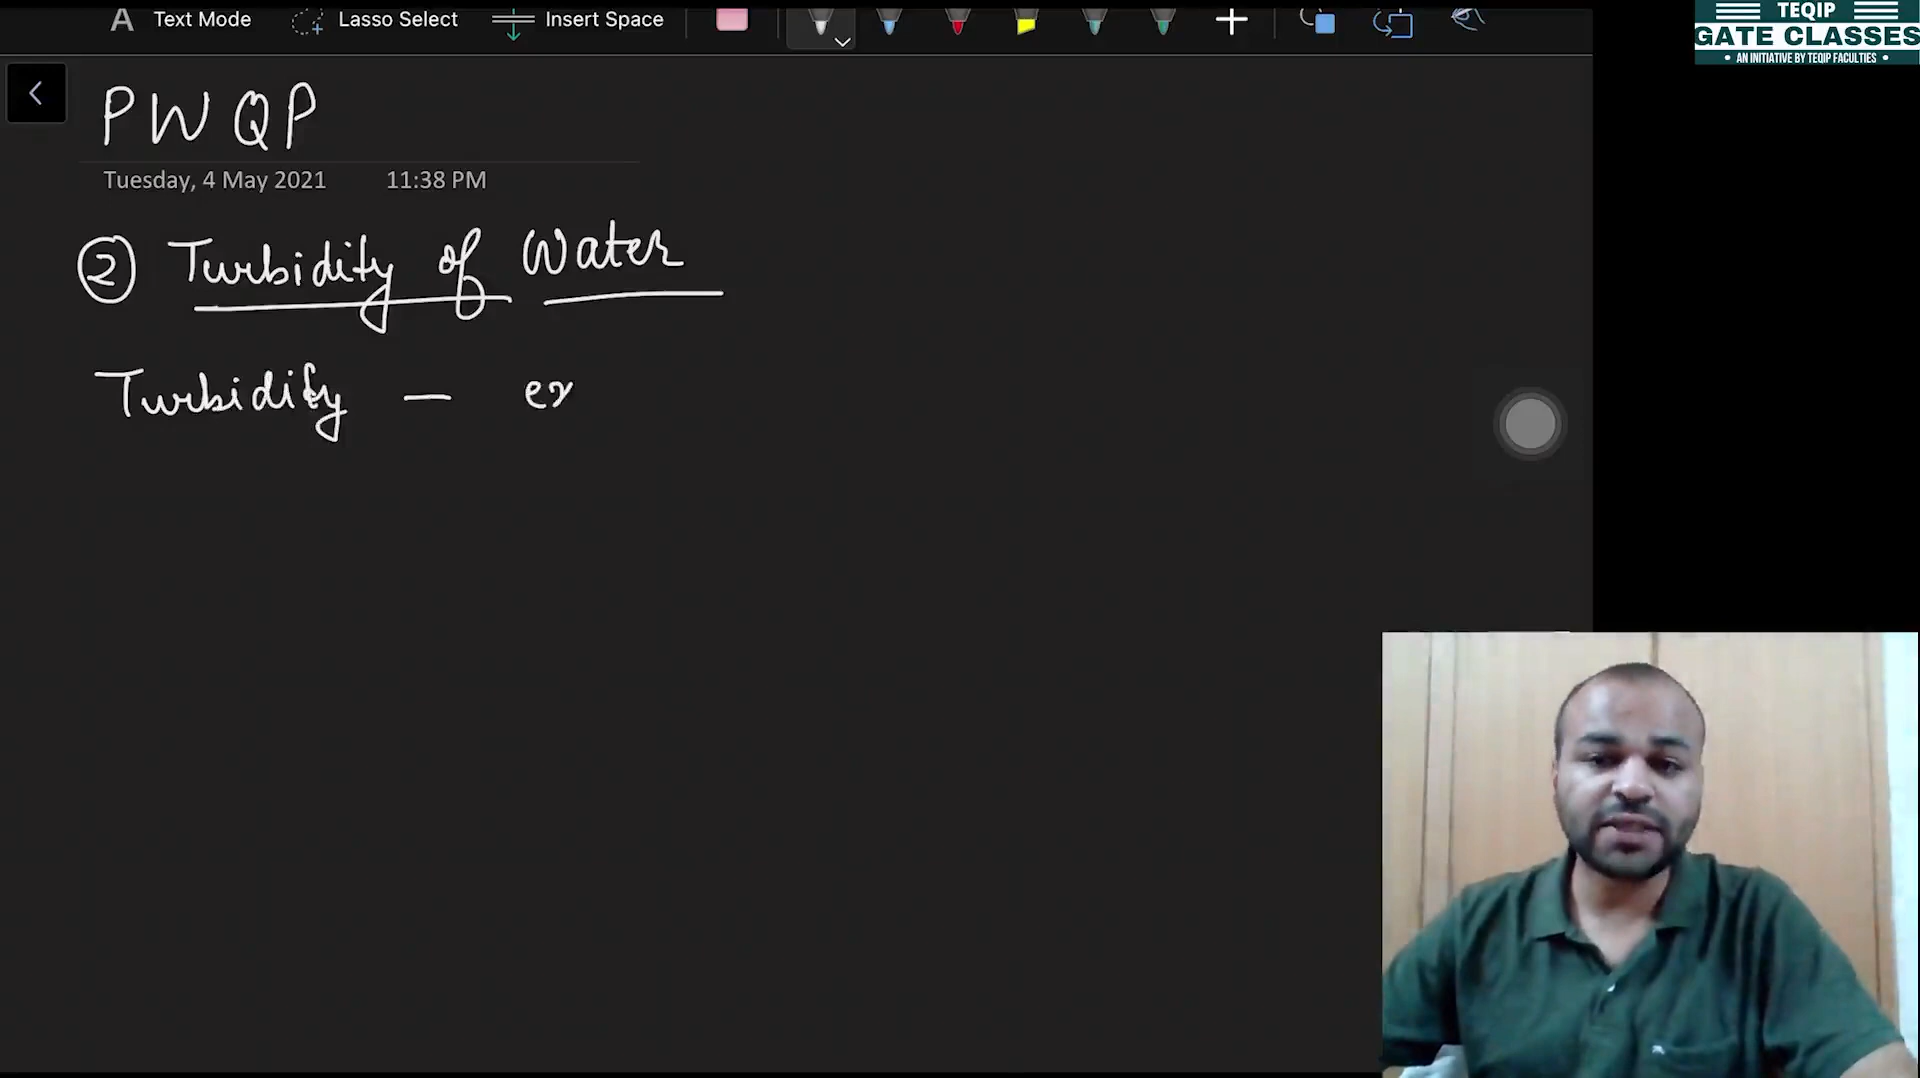 Text Mode Lasso Select Insert Space
TEQIP
GATE CLASSES
• AN INITIATIVE BY TEQIP FACULTIES •
PWQP
Tuesday, 4 May 2021 11:38 PM
2 Turbidity of Water
Turbidity — ex